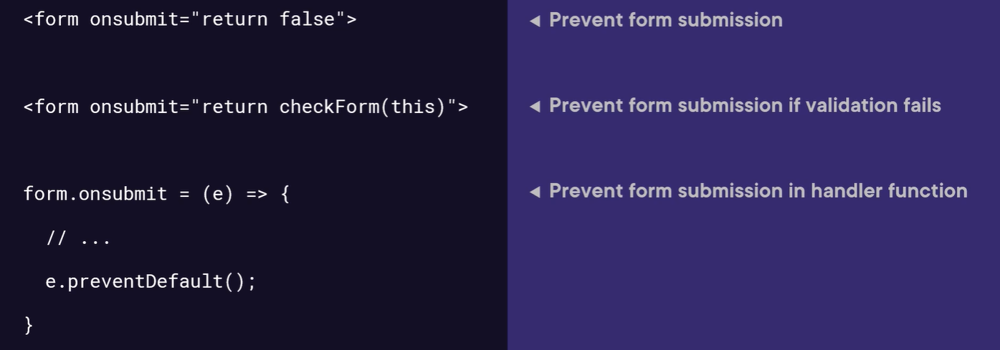 <form onsubmit="return false">
◄ Prevent form submission
<form onsubmit="return checkForm(this)">
◄ Prevent form submission if validation fails
form.onsubmit = (e) => {
◄ Prevent form submission in handler function
// ...
e.preventDefault();
}